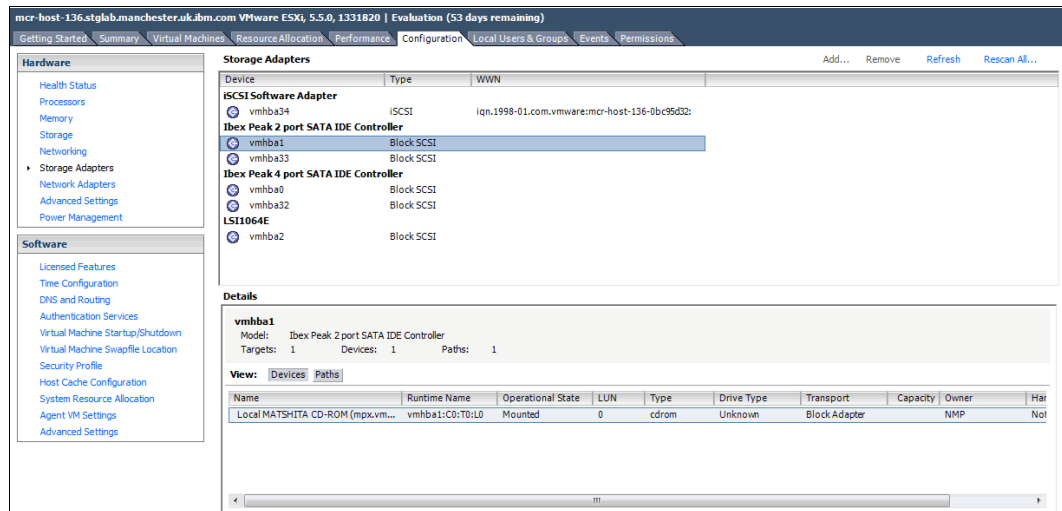 mcr-host-136.stglab.manchester.uk.ibm.com VMware ESXi, 5.5.0, 1331820 | Evaluation (53 days remaining)
Getting Started Summary Virtual Machines Resource Allocation Performance Configuration Local Users & Groups Events Permissions
Hardware
Health Status
Processors
Memory
Storage
Networking
Storage Adapters
Network Adapters
Advanced Settings
Power Management
Software
Licensed Features
Time Configuration
DNS and Routing
Authentication Services
Virtual Machine Startup/Shutdown
Virtual Machine Swapfile Location
Security Profile
Host Cache Configuration
System Resource Allocation
Agent VM Settings
Advanced Settings
Storage Adapters Add... Remove Refresh Rescan All...
Device Type WWN
iSCSI Software Adapter
vmhba34 iSCSI iqn.1998-01.com.vmware:mcr-host-136-0bc95d32:
Ibex Peak 2 port SATA IDE Controller
vmhba1 Block SCSI
vmhba33 Block SCSI
Ibex Peak 4 port SATA IDE Controller
vmhba0 Block SCSI
vmhba32 Block SCSI
LSI1064E
vmhba2 Block SCSI
Details
vmhba1
Model: Ibex Peak 2 port SATA IDE Controller
Targets: 1 Devices: 1 Paths: 1
View: Devices Paths
Name Runtime Name Operational State LUN Type Drive Type Transport Capacity Owner Har
Local MATSHITA CD-ROM (mpx.vm... vmhba1:C0:T0:L0 Mounted 0 cdrom Unknown Block Adapter NMP Not